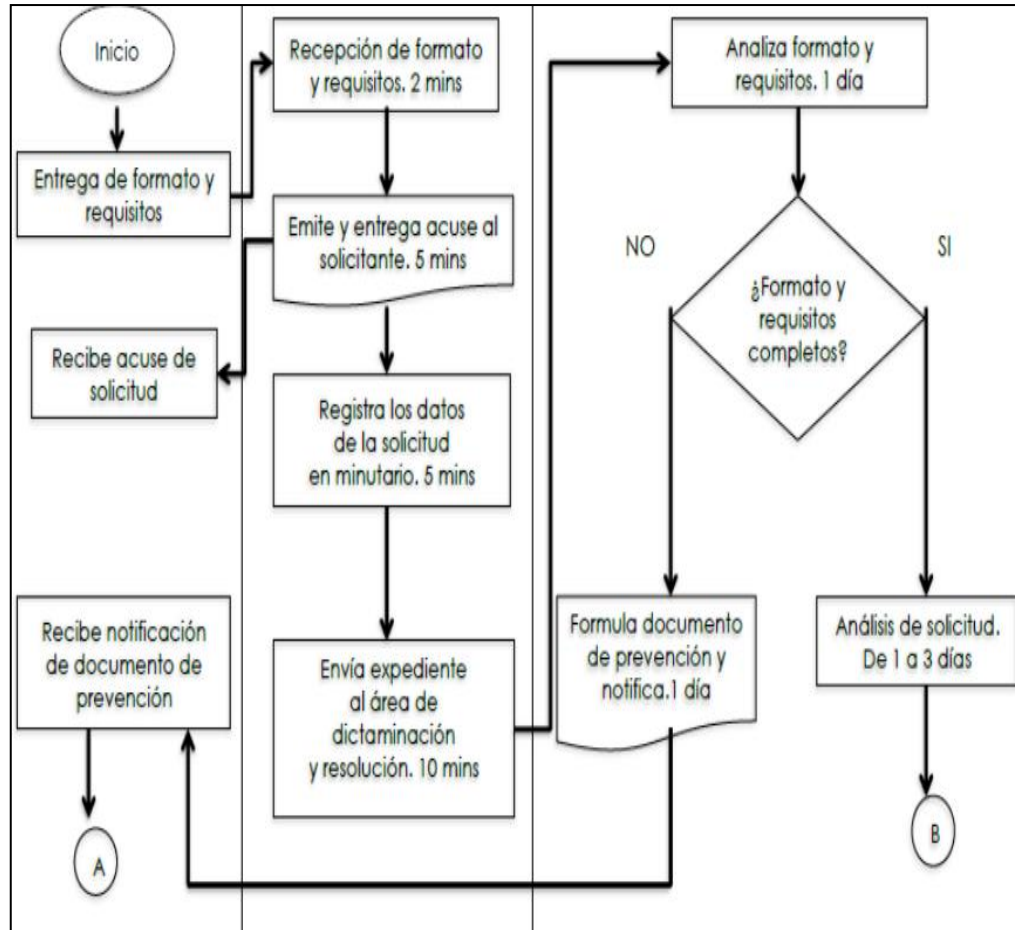 Inicio
Entrega de formato y
requisitos
Recibe acuse de
solicitud
Recibe notificación
de documento de
prevención
A
Recepción de formato
y requisitos. 2 mins
Emite y entrega acuse al
solicitante. 5 mins
Registra los datos
de la solicitud
en minutario. 5 mins
Envía expediente
al área de
dictaminación
y resolución. 10 mins
Analiza formato y
requisitos. 1 día
NO
SI
¿Formato y
requisitos
completos?
Formula documento
de prevención y
notifica.1 día
Análisis de solicitud.
De 1 a 3 días
B